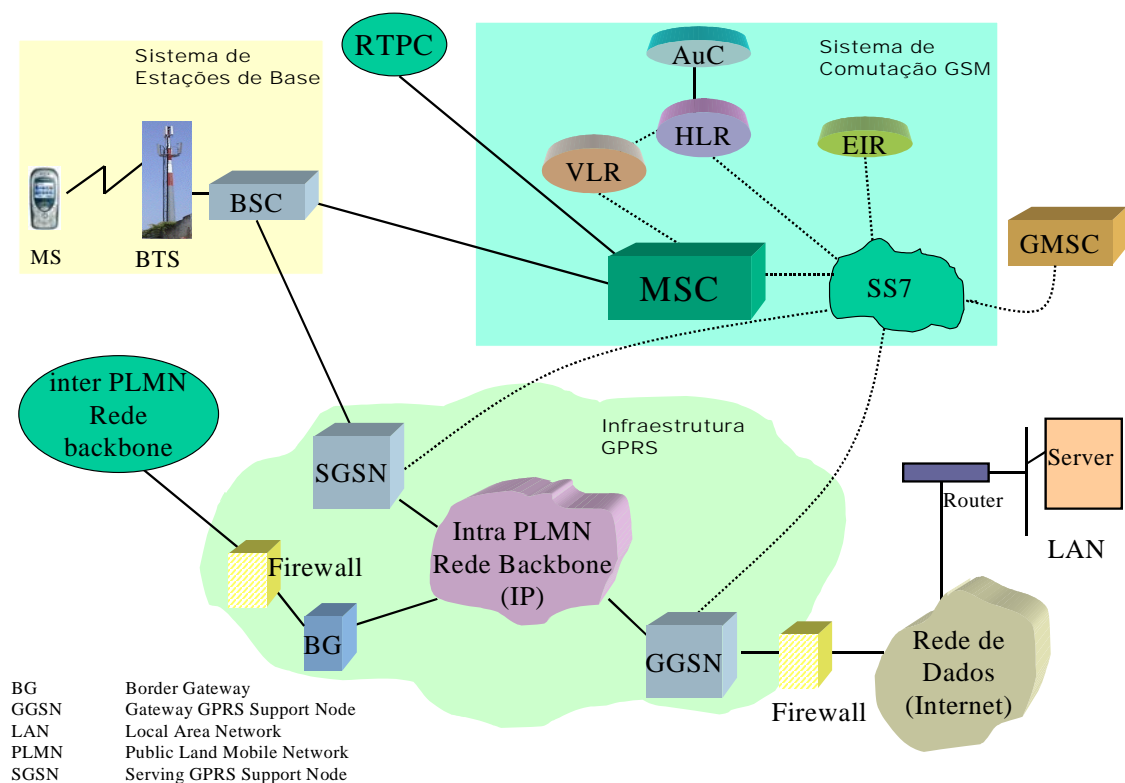 Sistema de
Estações de Base
RTPC
AuC
Sistema de
Comutação GSM
HLR
EIR
VLR
BSC
MS
BTS
MSC
SS7
GMSC
inter PLMN
Rede
backbone
Infraestrutura
GPRS
SGSN
Server
Router
Intra PLMN
Rede Backbone
(IP)
LAN
Firewall
BG
GGSN
Rede de
Dados
(Internet)
Firewall
BG Border Gateway
GGSN Gateway GPRS Support Node
LAN Local Area Network
PLMN Public Land Mobile Network
SGSN Serving GPRS Support Node